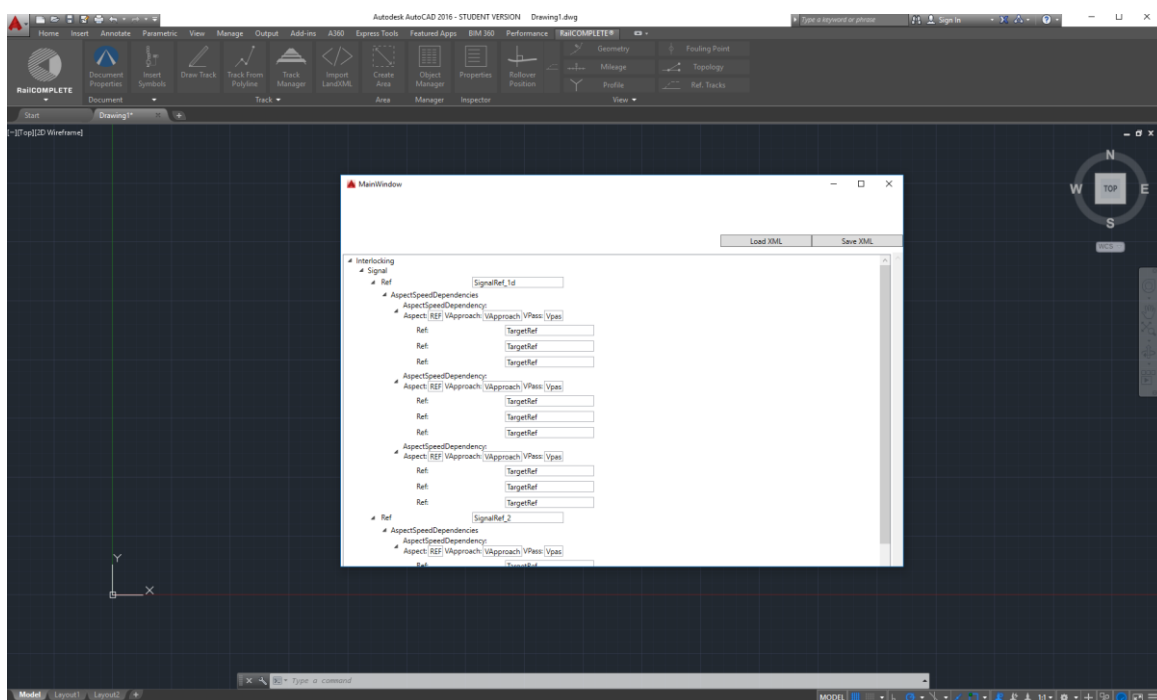 Autodesk AutoCAD 2016 - STUDENT VERSION Drawing1.dwg
Type a keyword or phrase
Sign In
Home Insert Annotate Parametric View Manage Output Add-ins A360 Express Tools Featured Apps BIM 360 Performance RailCOMPLETE®
RailCOMPLETE
Document Properties
Insert Symbols
Draw Track
Track From Polyline
Track Manager
Import LandXML
Create Area
Object Manager
Properties
Rollover Position
Geometry
Mileage
Profile
Fouling Point
Topology
Ref. Tracks
Document Track Area Manager Inspector View
Start Drawing1*
[−][Top][2D Wireframe]
N
W TOP E
S
WCS
MainWindow
Load XML Save XML
Interlocking
Signal
Ref SignalRef_1d
AspectSpeedDependencies
AspectSpeedDependency:
Aspect: REF VApproach: VApproach VPass: Vpas
Ref: TargetRef
Ref: TargetRef
Ref: TargetRef
AspectSpeedDependency:
Aspect: REF VApproach: VApproach VPass: Vpas
Ref: TargetRef
Ref: TargetRef
Ref: TargetRef
AspectSpeedDependency:
Aspect: REF VApproach: VApproach VPass: Vpas
Ref: TargetRef
Ref: TargetRef
Ref: TargetRef
Ref SignalRef_2
AspectSpeedDependencies
AspectSpeedDependency:
Aspect: REF VApproach: VApproach VPass: Vpas
Ref: TargetRef
Y
X
Type a command
Model Layout1 Layout2 +
MODEL 1:1